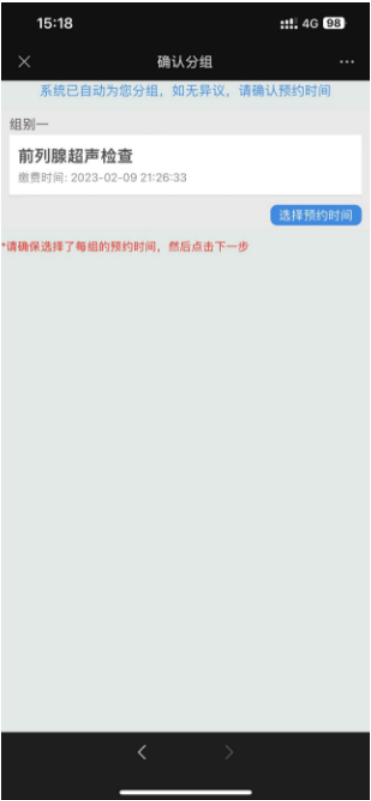 15:18
4G 98
确认分组
系统已自动为您分组，如无异议，请确认预约时间
组别一
前列腺超声检查
缴费时间: 2023-02-09 21:26:33
选择预约时间
*请确保选择了每组的预约时间，然后点击下一步